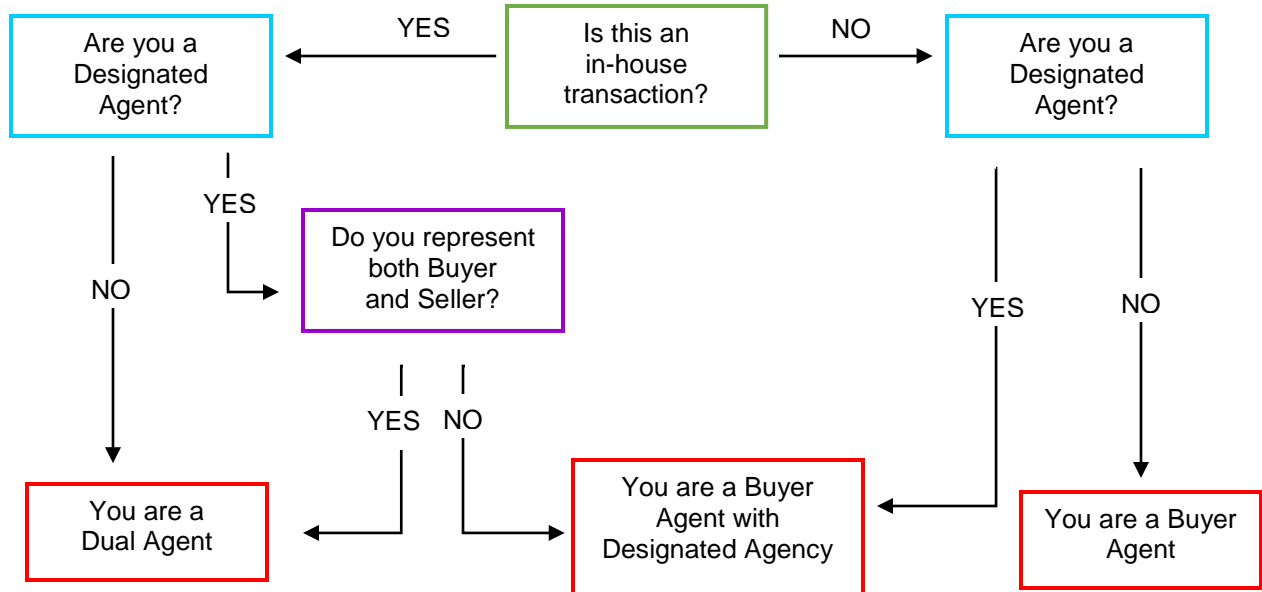 Are you a
Designated
Agent?
YES
Is this an
in-house
transaction?
NO
Are you a
Designated
Agent?
YES
Do you represent
both Buyer
and Seller?
NO
YES
NO
YES
NO
You are a
Dual Agent
You are a Buyer
Agent with
Designated Agency
You are a Buyer
Agent